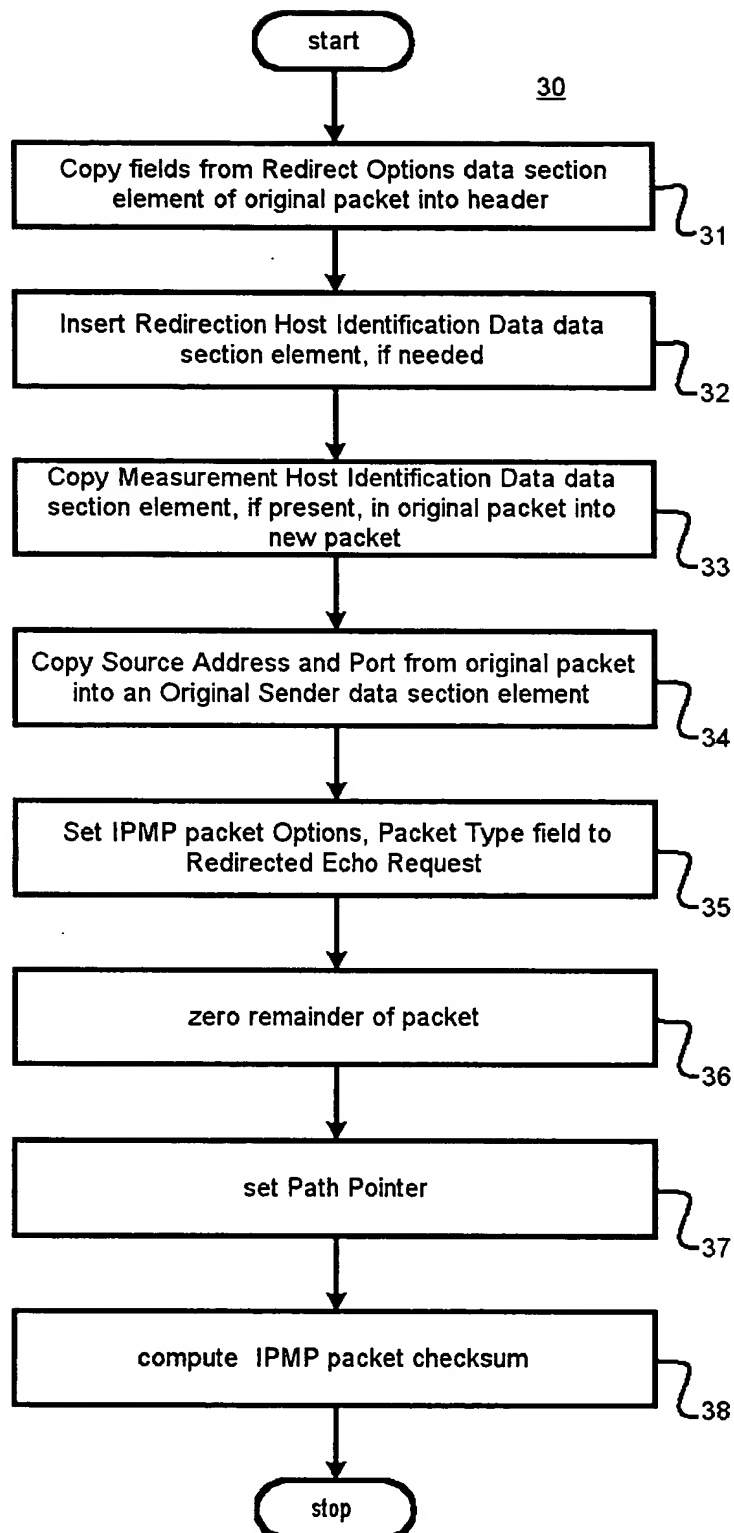 start
30
Copy fields from Redirect Options data section
element of original packet into header
31
Insert Redirection Host Identification Data data
section element, if needed
32
Copy Measurement Host Identification Data data
section element, if present, in original packet into
new packet
33
Copy Source Address and Port from original packet
into an Original Sender data section element
34
Set IPMP packet Options, Packet Type field to
Redirected Echo Request
35
zero remainder of packet
36
set Path Pointer
37
compute IPMP packet checksum
38
stop